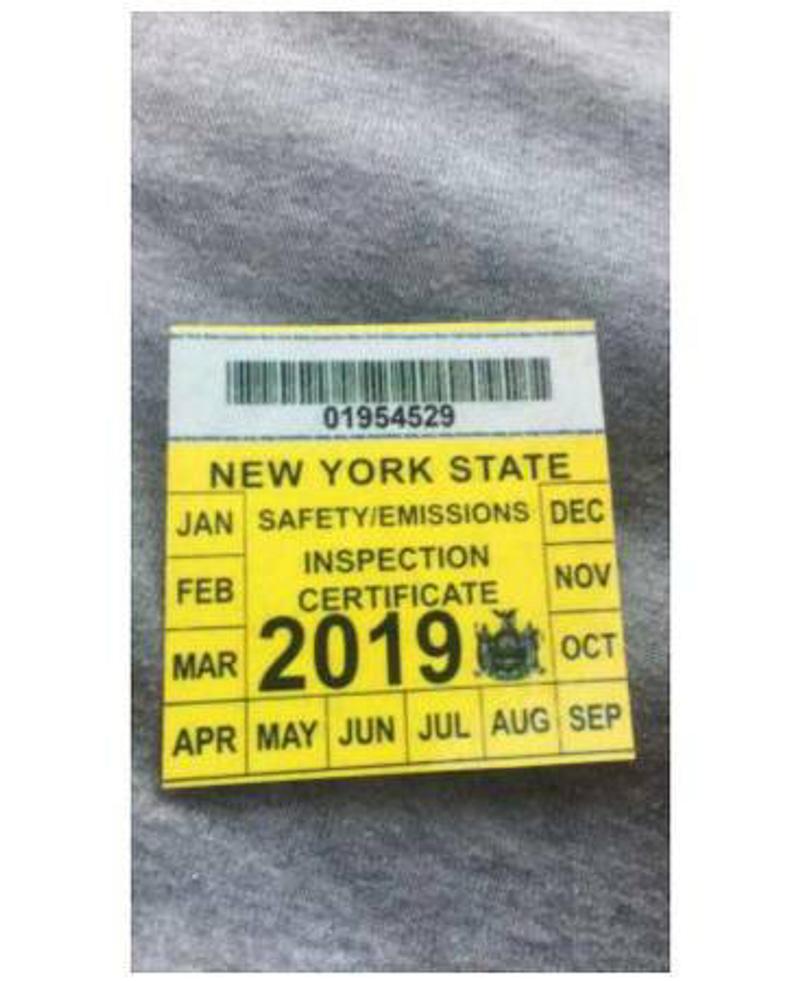 01954529
NEW YORK STATE
JAN SAFETY/EMISSIONS DEC
INSPECTION
FEB CERTIFICATE NOV
MAR 2019 OCT
APR MAY JUN JUL AUG SEP